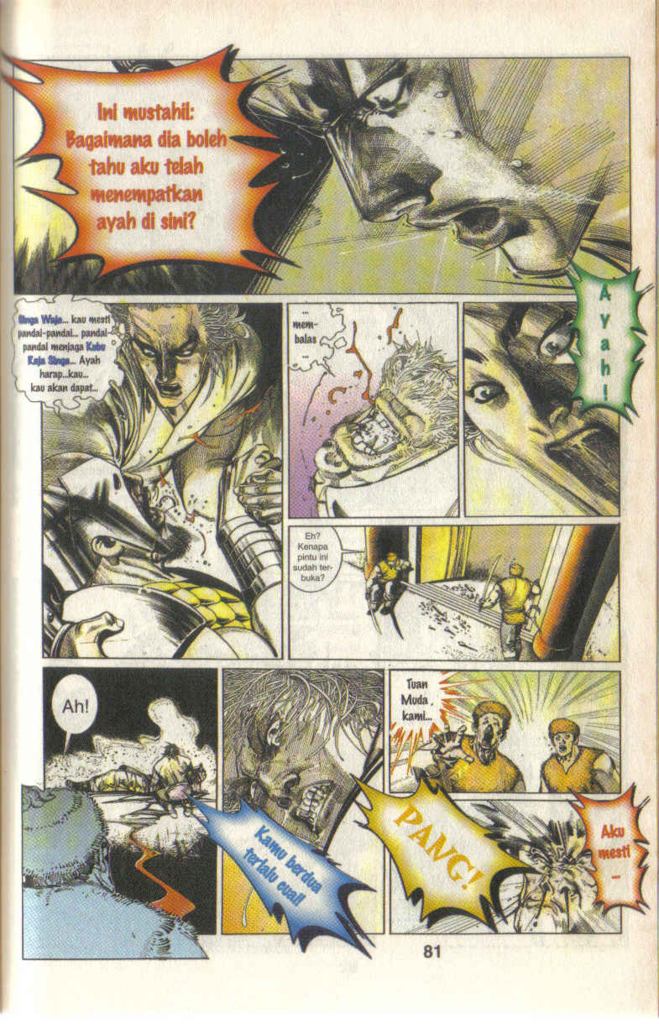 Ini mustahil:
Bagaimana dia boleh
tahu aku telah
menempatkan
ayah di sini?
Ayah!
Singa Waja... kau mesti
pandai-pandai... pandai-
pandai menjaga Kubu
Raja Singa... Ayah
harap...kau...
kau akan dapat...
...
mem-
balas
...
Eh?
Kenapa
pintu ini
sudah ter-
buka?
Ah!
Kamu berdua
terlalu cuai!
Tuan
Muda,
kami...
PANG!
Aku
mesti
...
81